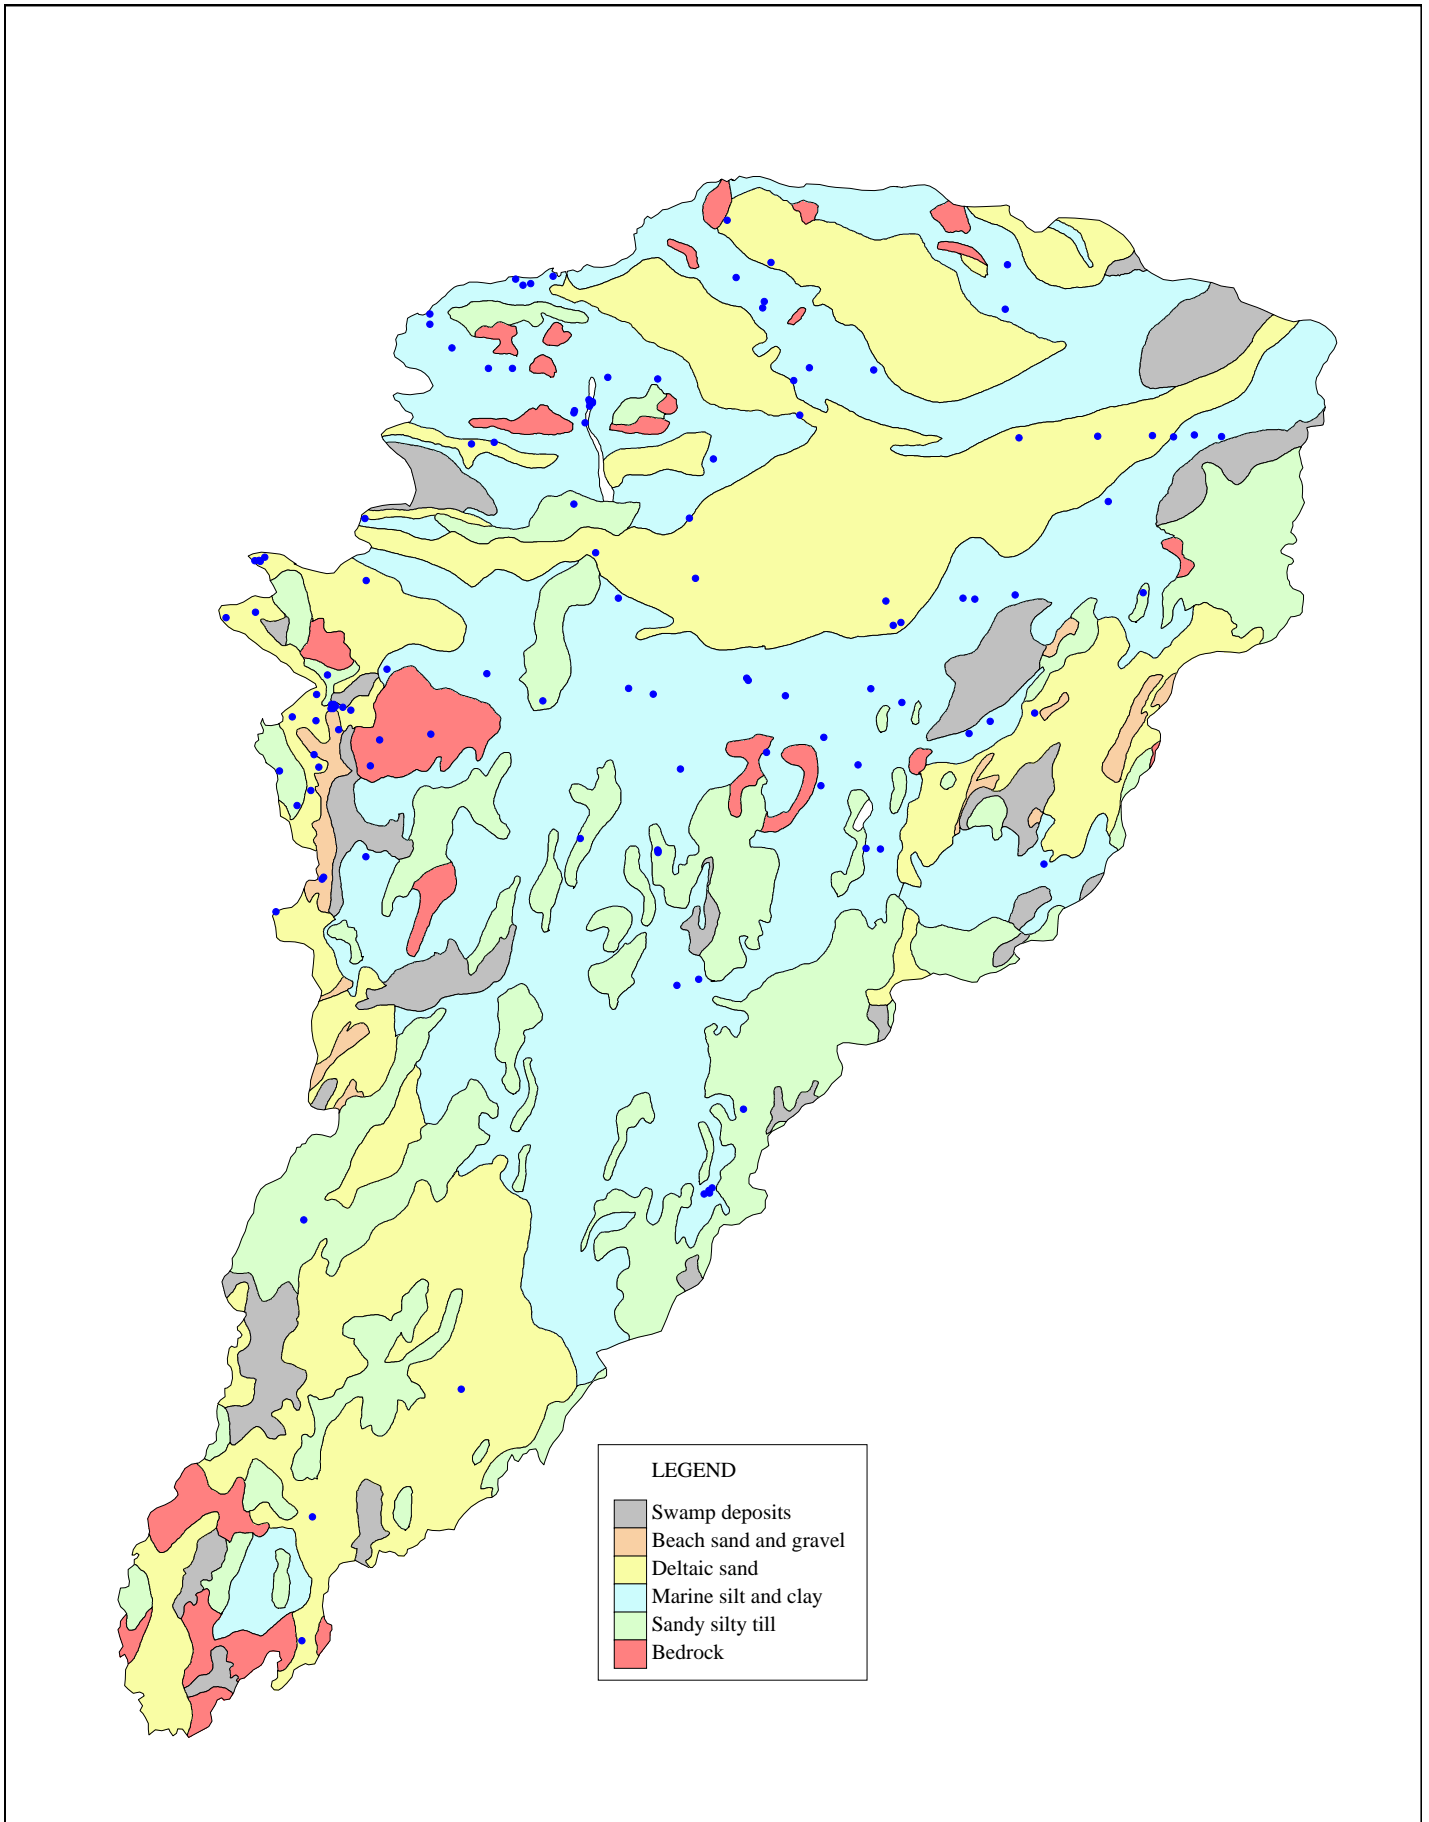 LEGEND
Swamp deposits
Beach sand and gravel
Deltaic sand
Marine silt and clay
Sandy silty till
Bedrock